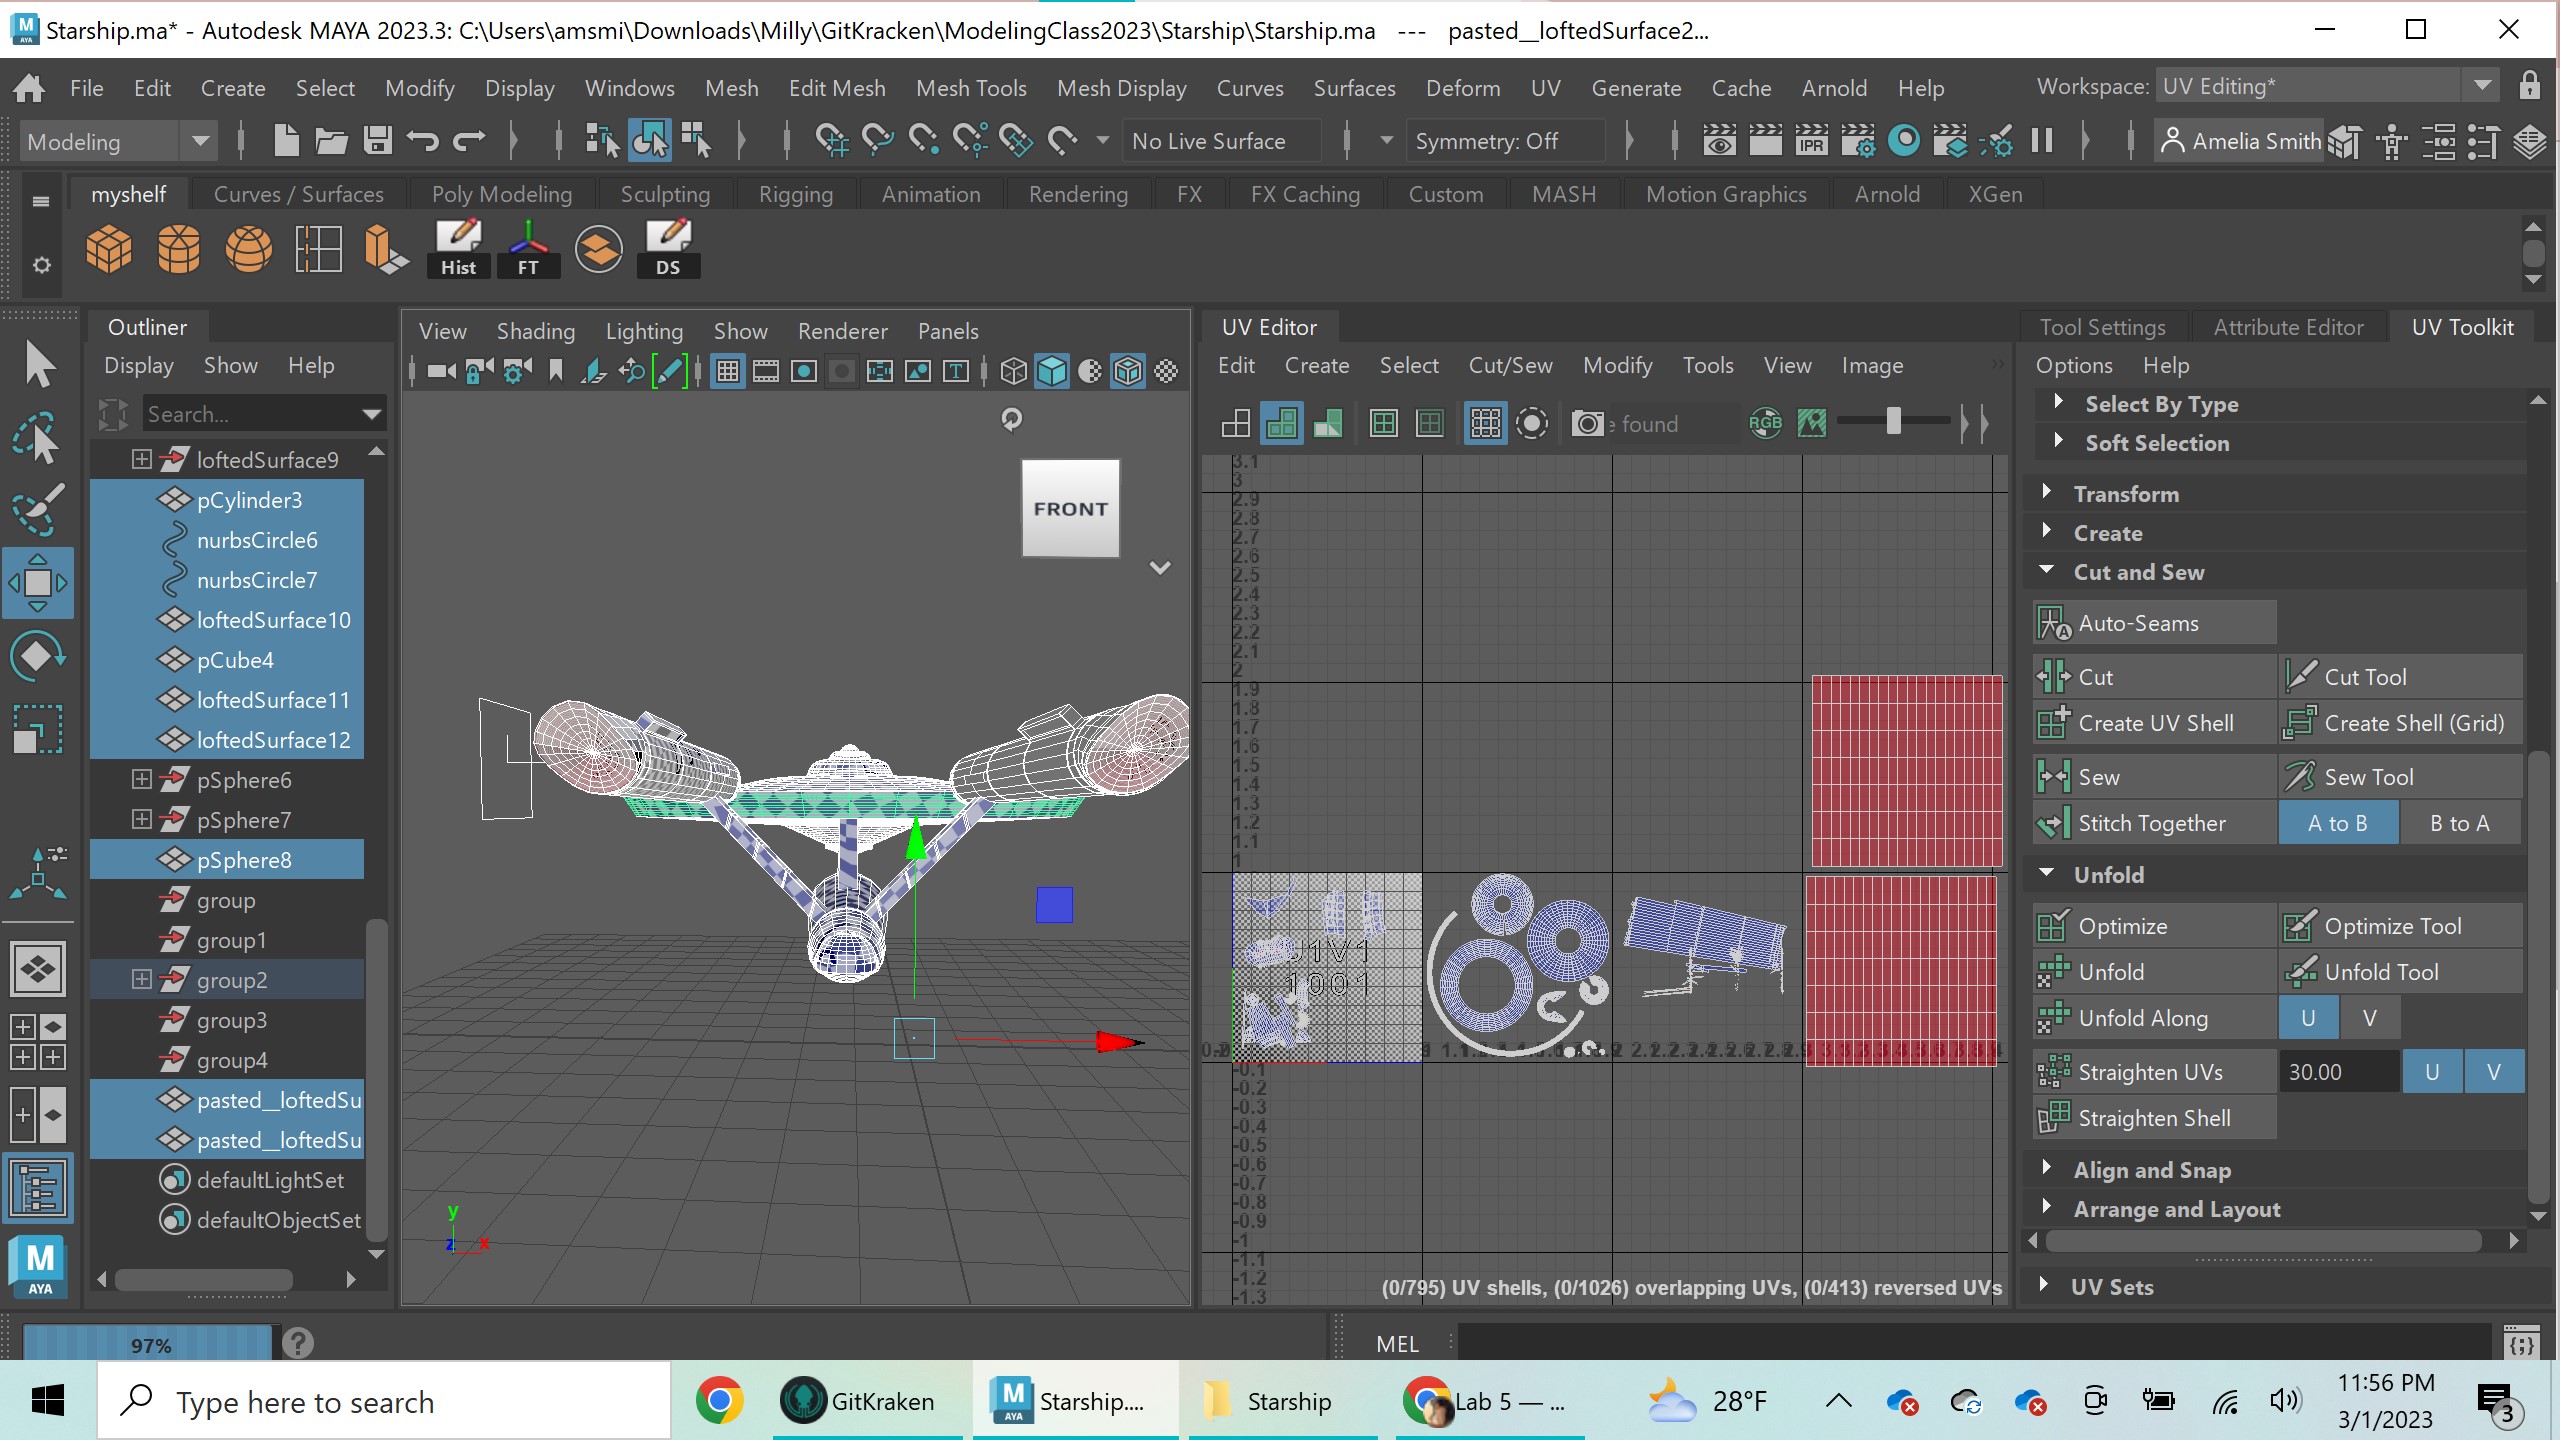 Starship.ma* - Autodesk MAYA 2023.3: C:\Users\amsmi\Downloads\Milly\GitKracken\ModelingClass2023\Starship\Starship.ma --- pasted__loftedSurface2...
File Edit Create Select Modify Display Windows Mesh Edit Mesh Mesh Tools Mesh Display Curves Surfaces Deform UV Generate Cache Arnold Help Workspace: UV Editing*
Modeling No Live Surface Symmetry: Off IPR Amelia Smith
myshelf Curves / Surfaces Poly Modeling Sculpting Rigging Animation Rendering FX FX Caching Custom MASH Motion Graphics Arnold XGen
Hist FT DS
Outliner
Display Show Help
Search...
loftedSurface9
pCylinder3
nurbsCircle6
nurbsCircle7
loftedSurface10
pCube4
loftedSurface11
loftedSurface12
pSphere6
pSphere7
pSphere8
group
group1
group2
group3
group4
pasted__loftedSu
pasted__loftedSu
defaultLightSet
defaultObjectSet
M
AYA
View Shading Lighting Show Renderer Panels
FRONT
y
z x
UV Editor
Edit Create Select Cut/Sew Modify Tools View Image
e found RGB
3.1
3
2.9
2.8
2.7
2.6
2.5
2.4
2.3
2.2
2.1
2
1.9
1.8
1.7
1.6
1.5
1.4
1.3
1.2
1.1
1
U1V1
1001
-0.1
-0.2
-0.3
-0.4
-0.5
-0.6
-0.7
-0.8
-0.9
-1
-1.1
-1.2
-1.3
(0/795) UV shells, (0/1026) overlapping UVs, (0/413) reversed UVs
Tool Settings Attribute Editor UV Toolkit
Options Help
Select By Type
Soft Selection
Transform
Create
Cut and Sew
Auto-Seams
Cut Cut Tool
Create UV Shell Create Shell (Grid)
Sew Sew Tool
Stitch Together A to B B to A
Unfold
Optimize Optimize Tool
Unfold Unfold Tool
Unfold Along U V
Straighten UVs 30.00 U V
Straighten Shell
Align and Snap
Arrange and Layout
UV Sets
97% MEL
Type here to search GitKraken Starship.... Starship Lab 5 — ... 28°F
11:56 PM
3/1/2023
3